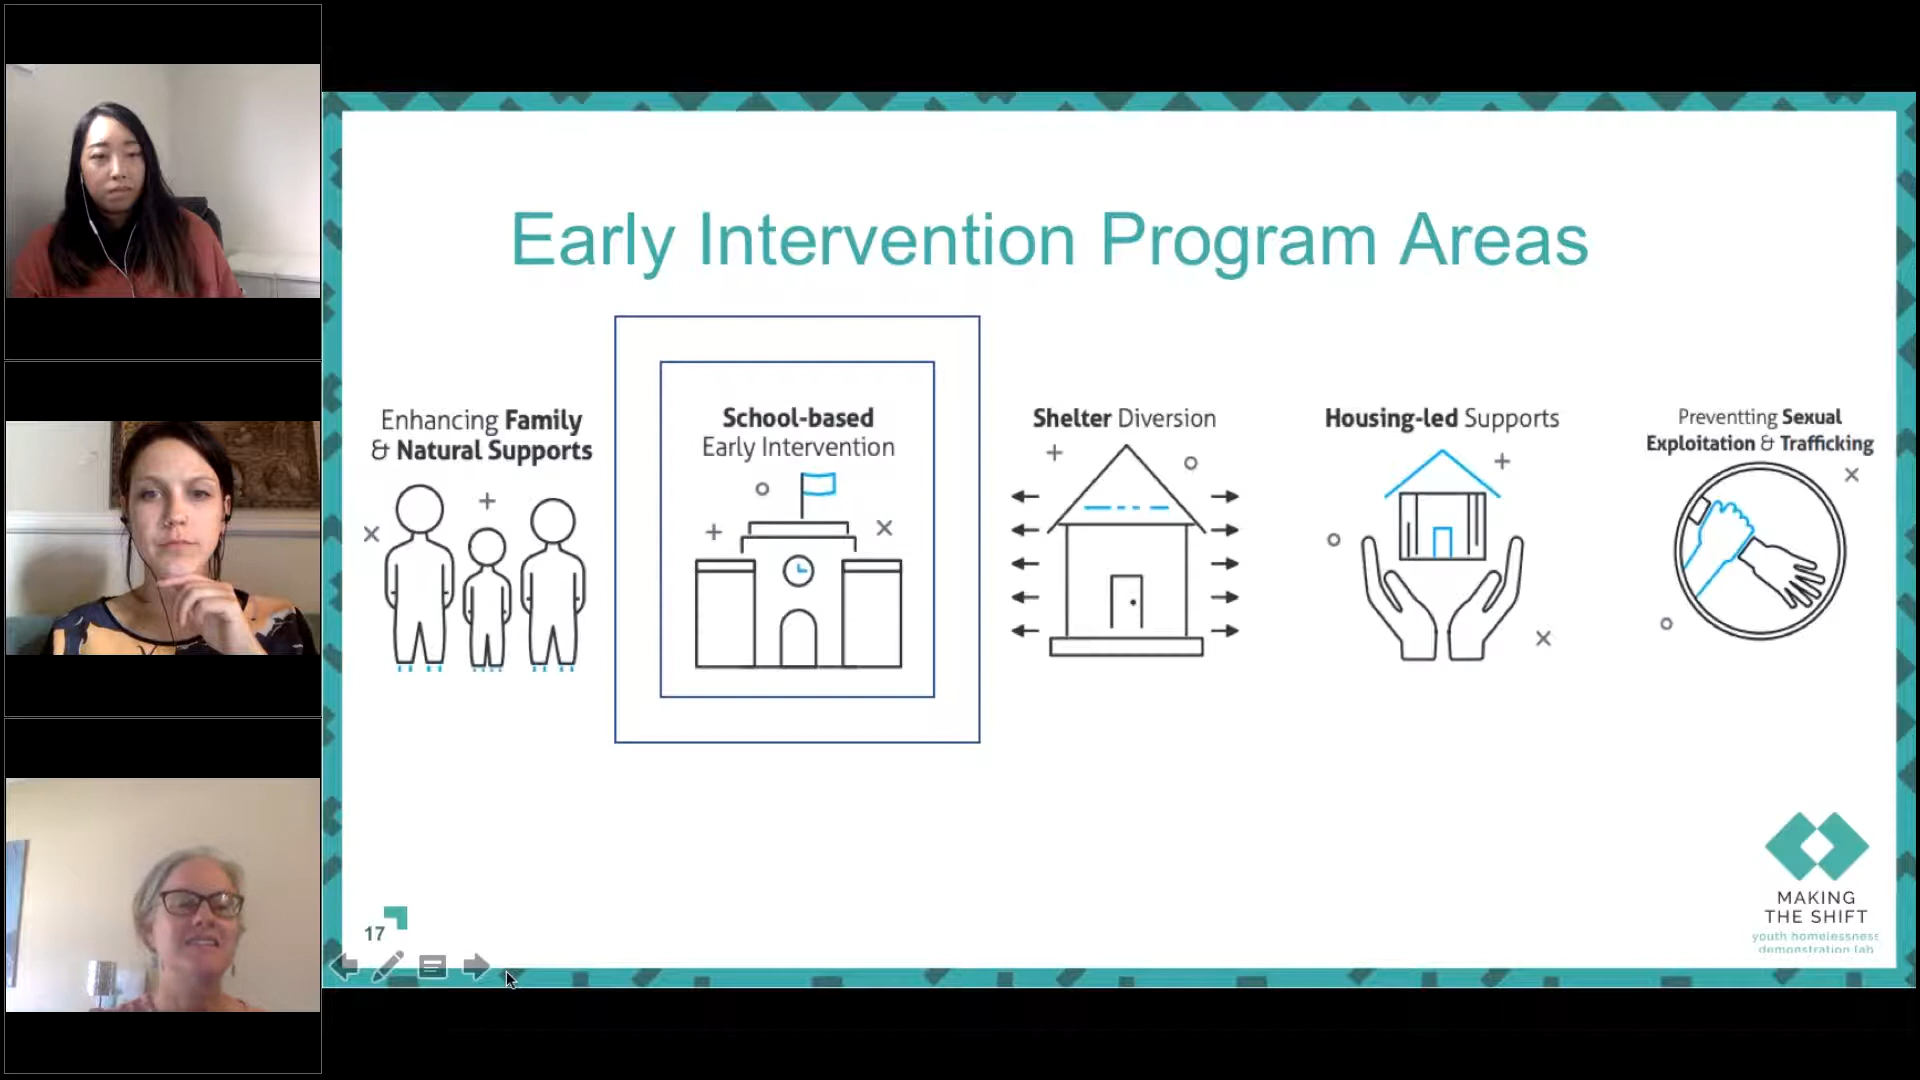 Early Intervention Program Areas
Enhancing Family
& Natural Supports
School-based
Early Intervention
Shelter Diversion
Housing-led Supports
Preventting Sexual
Exploitation & Trafficking
MAKING
THE SHIFT
youth homelessness
demonstration lab
17